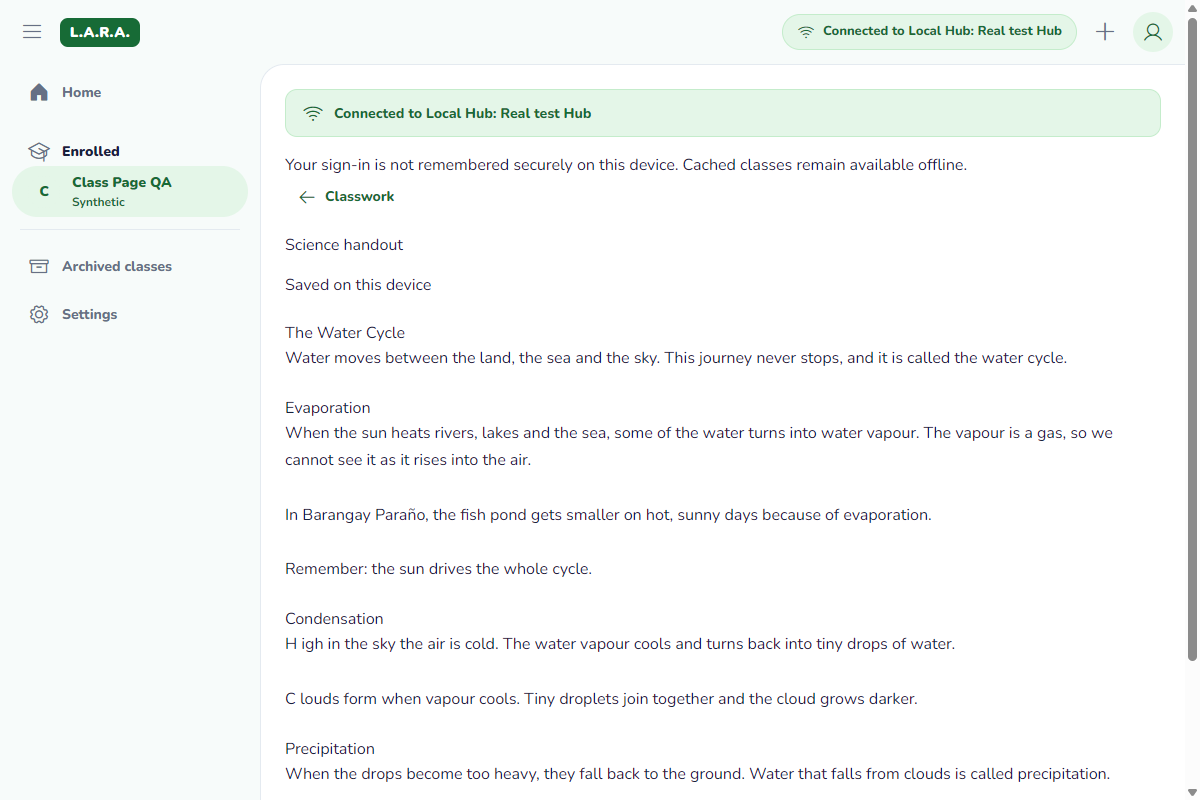 L.A.R.A.
Connected to Local Hub: Real test Hub
Home
Enrolled
C
Class Page QA
Synthetic
Archived classes
Settings
Connected to Local Hub: Real test Hub
Your sign-in is not remembered securely on this device. Cached classes remain available offline.
Classwork
Science handout
Saved on this device
The Water Cycle
Water moves between the land, the sea and the sky. This journey never stops, and it is called the water cycle.
Evaporation
When the sun heats rivers, lakes and the sea, some of the water turns into water vapour. The vapour is a gas, so we
cannot see it as it rises into the air.
In Barangay Paraño, the fish pond gets smaller on hot, sunny days because of evaporation.
Remember: the sun drives the whole cycle.
Condensation
H igh in the sky the air is cold. The water vapour cools and turns back into tiny drops of water.
C louds form when vapour cools. Tiny droplets join together and the cloud grows darker.
Precipitation
When the drops become too heavy, they fall back to the ground. Water that falls from clouds is called precipitation.